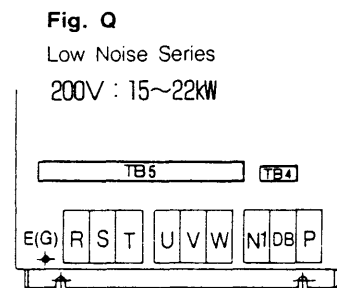 Fig. Q
Low Noise Series
200V : 15~22kW
TB5 TB4
E(G) R S T U V W N1 DB P